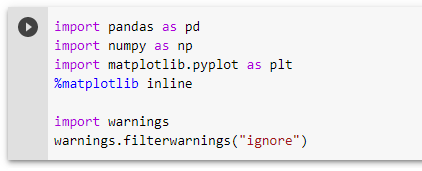 import pandas as pd
import numpy as np
import matplotlib.pyplot as plt
%matplotlib inline
import warnings
warnings.filterwarnings("ignore")